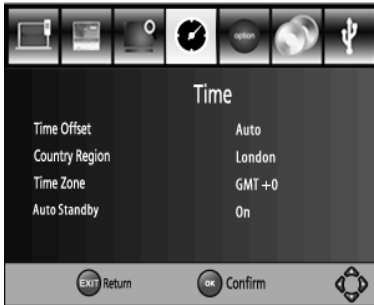 option
Time
Time Offset Auto
Country Region London
Time Zone GMT +0
Auto Standby On
EXIT Return OK Confirm